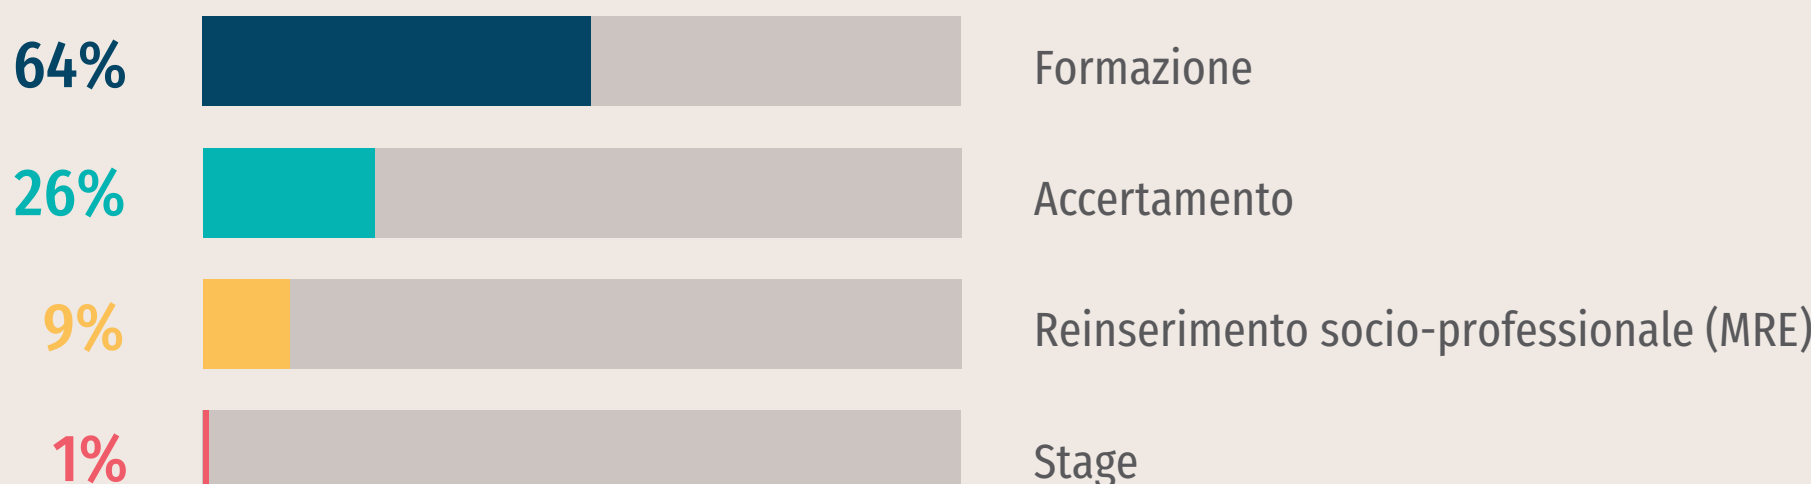 64% Formazione
26% Accertamento
9% Reinserimento socio-professionale (MRE)
1% Stage